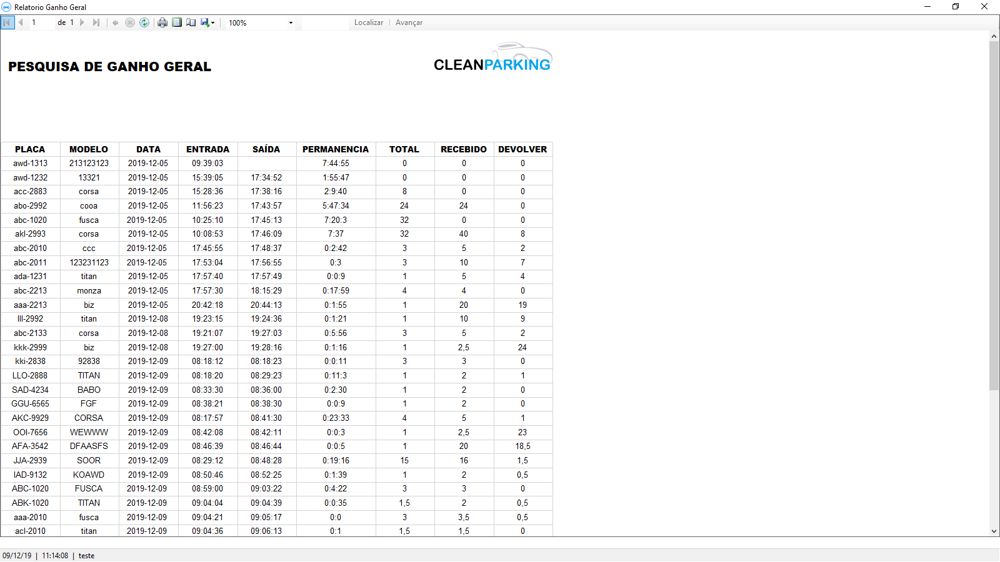 Relatorio Ganho Geral
1 de 1 100% Localizar Avançar
PESQUISA DE GANHO GERAL
CLEANPARKING
PLACA MODELO DATA ENTRADA SAÍDA PERMANENCIA TOTAL RECEBIDO DEVOLVER
awd-1313 213123123 2019-12-05 09:39:03 7:44:55 0 0 0
awd-1232 13321 2019-12-05 15:39:05 17:34:52 1:55:47 0 0 0
acc-2883 corsa 2019-12-05 15:28:36 17:38:16 2:9:40 8 0 0
abo-2992 cooa 2019-12-05 11:56:23 17:43:57 5:47:34 24 24 0
abc-1020 fusca 2019-12-05 10:25:10 17:45:13 7:20:3 32 0 0
akl-2993 corsa 2019-12-05 10:08:53 17:46:09 7:37 32 40 8
abc-2010 ccc 2019-12-05 17:45:55 17:48:37 0:2:42 3 5 2
abc-2011 123231123 2019-12-05 17:53:04 17:56:55 0:3 3 10 7
ada-1231 titan 2019-12-05 17:57:40 17:57:49 0:0:9 1 5 4
abc-2213 monza 2019-12-05 17:57:30 18:15:29 0:17:59 4 4 0
aaa-2213 biz 2019-12-05 20:42:18 20:44:13 0:1:55 1 20 19
lll-2992 titan 2019-12-08 19:23:15 19:24:36 0:1:21 1 10 9
abc-2133 corsa 2019-12-08 19:21:07 19:27:03 0:5:56 3 5 2
kkk-2999 biz 2019-12-08 19:27:00 19:28:16 0:1:16 1 2,5 24
kki-2838 92838 2019-12-09 08:18:12 08:18:23 0:0:11 3 3 0
LLO-2888 TITAN 2019-12-09 08:18:20 08:29:23 0:11:3 1 2 1
SAD-4234 BABO 2019-12-09 08:33:30 08:36:00 0:2:30 1 2 0
GGU-6565 FGF 2019-12-09 08:38:21 08:38:30 0:0:9 1 2 0
AKC-9929 CORSA 2019-12-09 08:17:57 08:41:30 0:23:33 4 5 1
OOI-7656 WEWWW 2019-12-09 08:42:08 08:42:11 0:0:3 1 2,5 23
AFA-3542 DFAASFS 2019-12-09 08:46:39 08:46:44 0:0:5 1 20 18,5
JJA-2939 SOOR 2019-12-09 08:29:12 08:48:28 0:19:16 15 16 1,5
IAD-9132 KOAWD 2019-12-09 08:50:46 08:52:25 0:1:39 1 2 0,5
ABC-1020 FUSCA 2019-12-09 08:59:00 09:03:22 0:4:22 3 3 0
ABK-1020 TITAN 2019-12-09 09:04:04 09:04:39 0:0:35 1,5 2 0,5
aaa-2010 fusca 2019-12-09 09:04:21 09:05:17 0:0 3 3,5 0,5
acl-2010 titan 2019-12-09 09:04:36 09:06:13 0:1 1,5 1,5 0
09/12/19 | 11:14:08 | teste